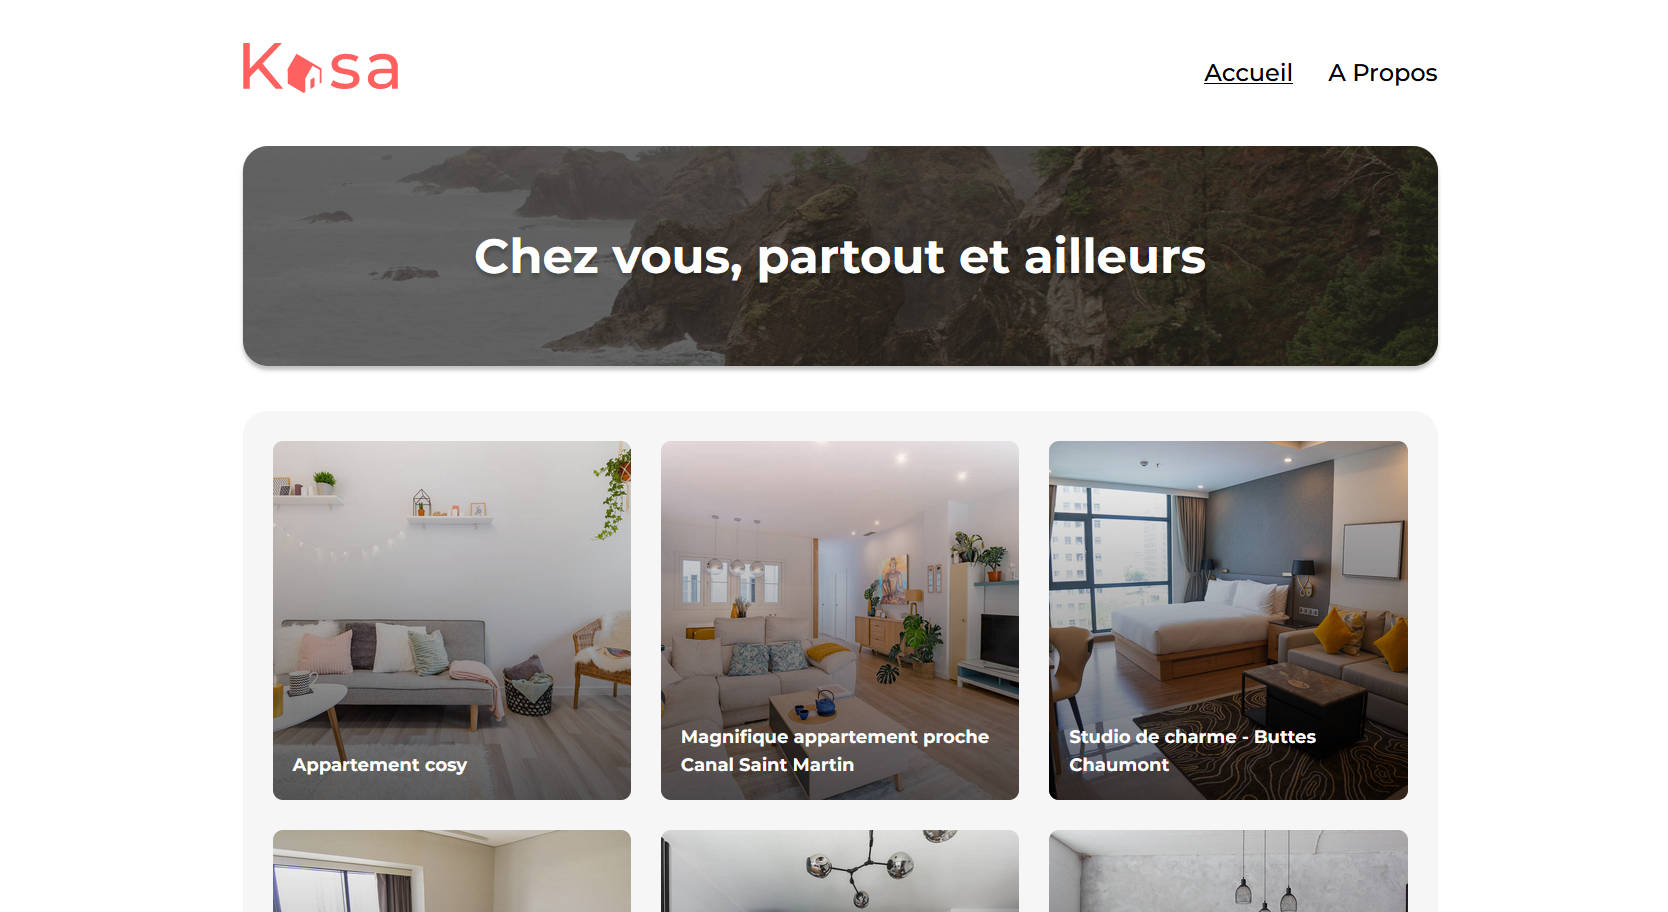 Kasa
Accueil
A Propos
Chez vous, partout et ailleurs
Appartement cosy
Magnifique appartement proche
Canal Saint Martin
Studio de charme - Buttes
Chaumont